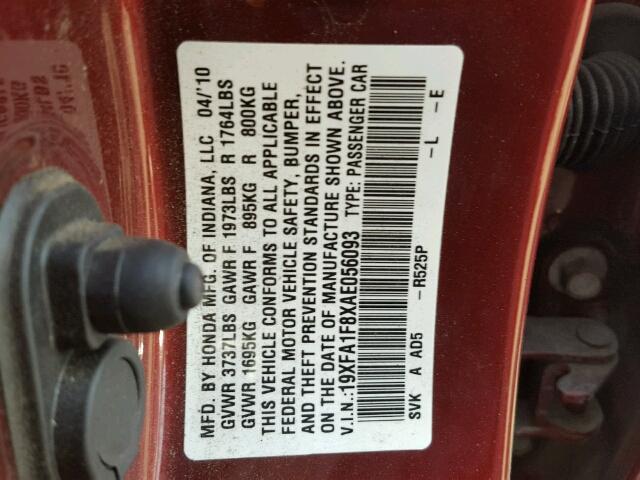 MFD. BY HONDA MFG. OF INDIANA, LLC 04/'10
GVWR 3737LBS GAWR F 1973LBS R 1764LBS
GVWR 1695KG GAWR F 895KG R 800KG
THIS VEHICLE CONFORMS TO ALL APPLICABLE
FEDERAL MOTOR VEHICLE SAFETY, BUMPER,
AND THEFT PREVENTION STANDARDS IN EFFECT
ON THE DATE OF MANUFACTURE SHOWN ABOVE.
V.I.N.:19XFA1F8XAE056093 TYPE: PASSENGER CAR
SVK A AD5 -R525P -L -E